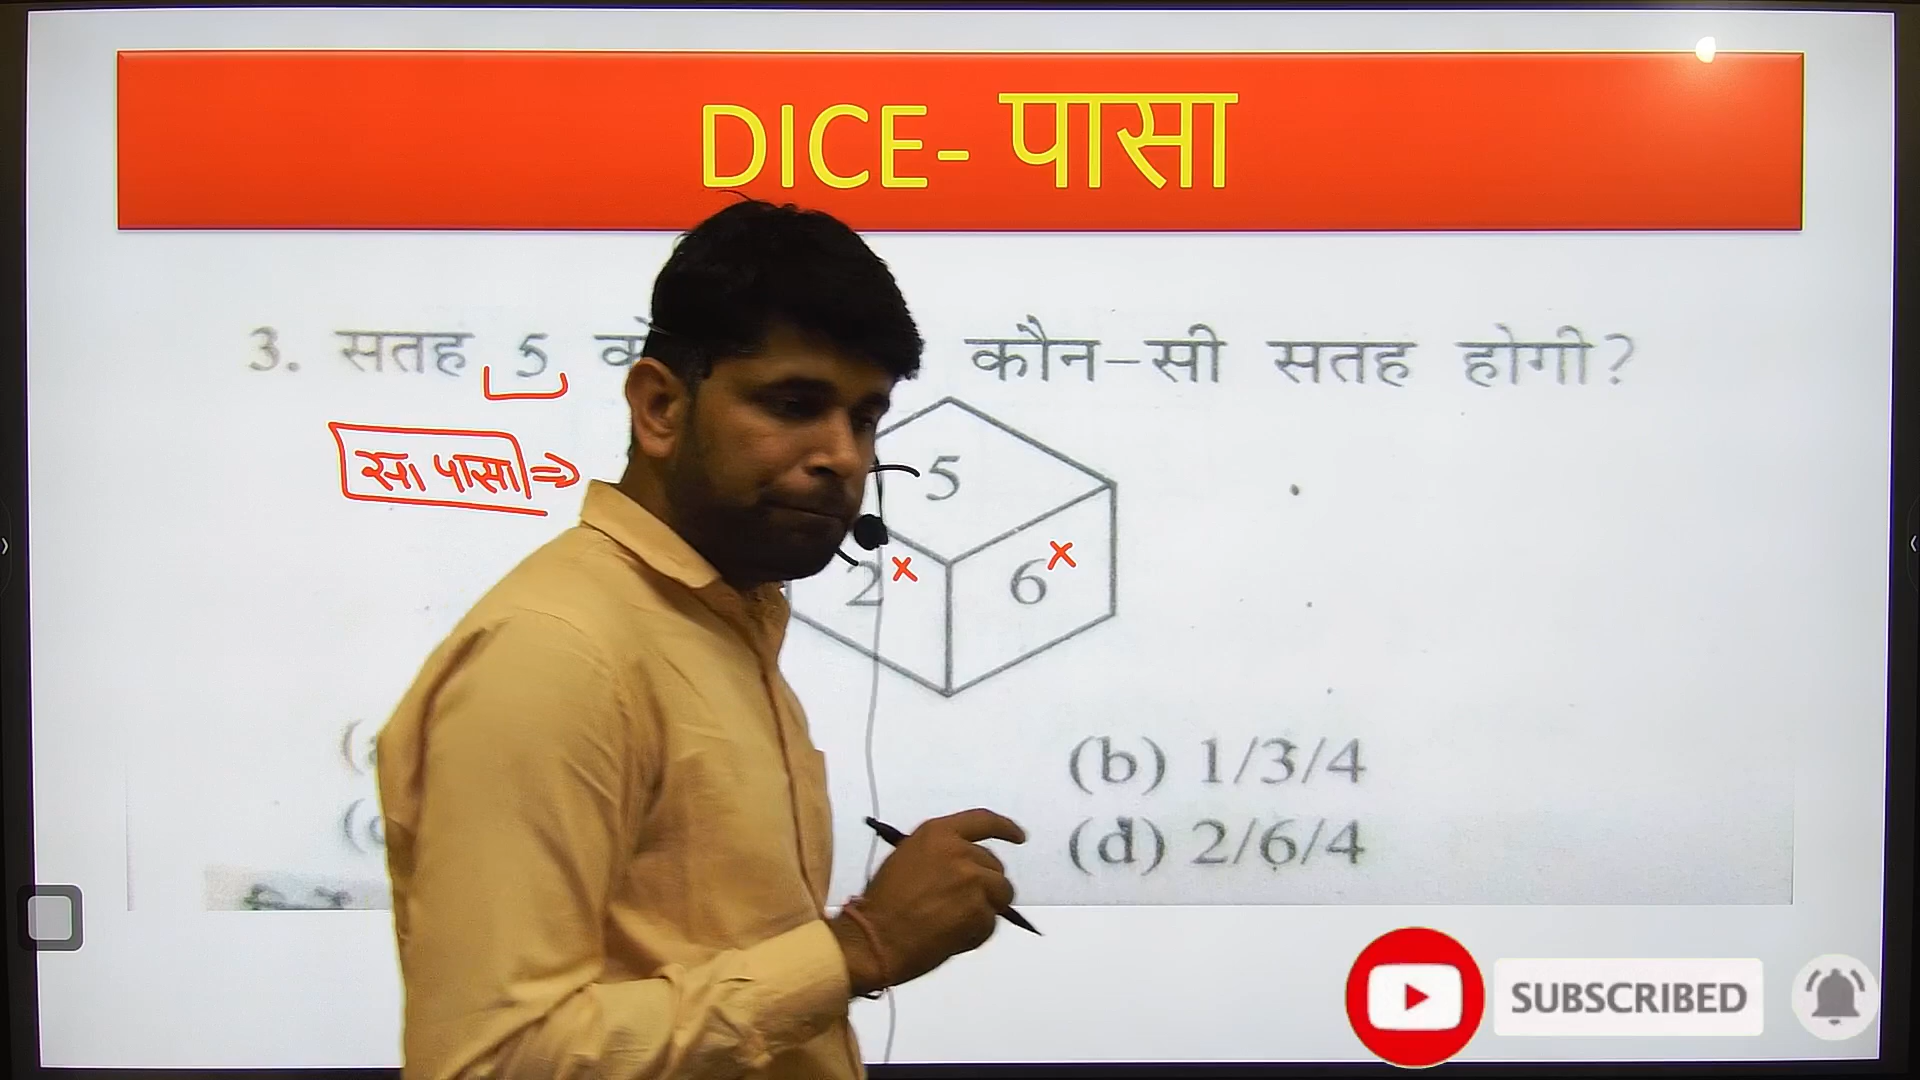 DICE- पासा
3. सतह 5 कौन-सी सतह होगी?
पासा ⇒
5
2 × 6 ×
(b) 1/3/4
(d) 2/6/4
SUBSCRIBED